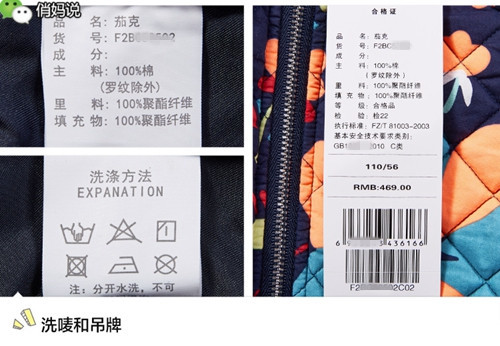 俏妈说
品 名：茄克
货 号：F2B 502
成 分：
主 料：100%棉
（罗纹除外）
里 料：100%聚酯纤维
填 充 物：100%聚酯纤维
洗涤方法
EXPANATION
注：分开水洗，不可
合格证
品 名：茄克
货 号：F2BC
成 分：
主 料：100%棉
（罗纹除外）
里 料：100%聚酯纤维
填 充 物：100%聚酯纤维
等 级：合格品
检 验：检22
执行标准：FZ/T 81003-2003
基本安全技术要求类别：
GB1 2010 C类
110/56
RMB:469.00
6 436166
F2 2C02
洗唛和吊牌